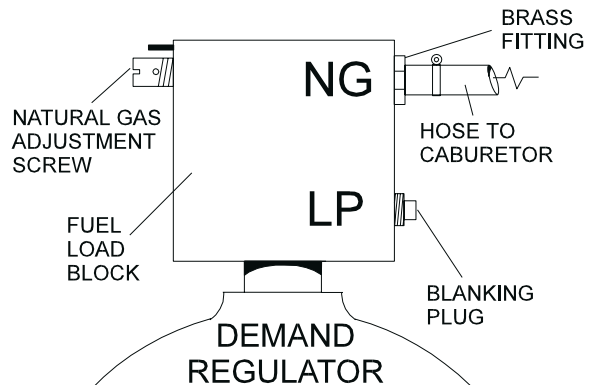 BRASS
FITTING
NG
NATURAL GAS
ADJUSTMENT
SCREW
HOSE TO
CABURETOR
LP
FUEL
LOAD
BLOCK
BLANKING
PLUG
DEMAND
REGULATOR